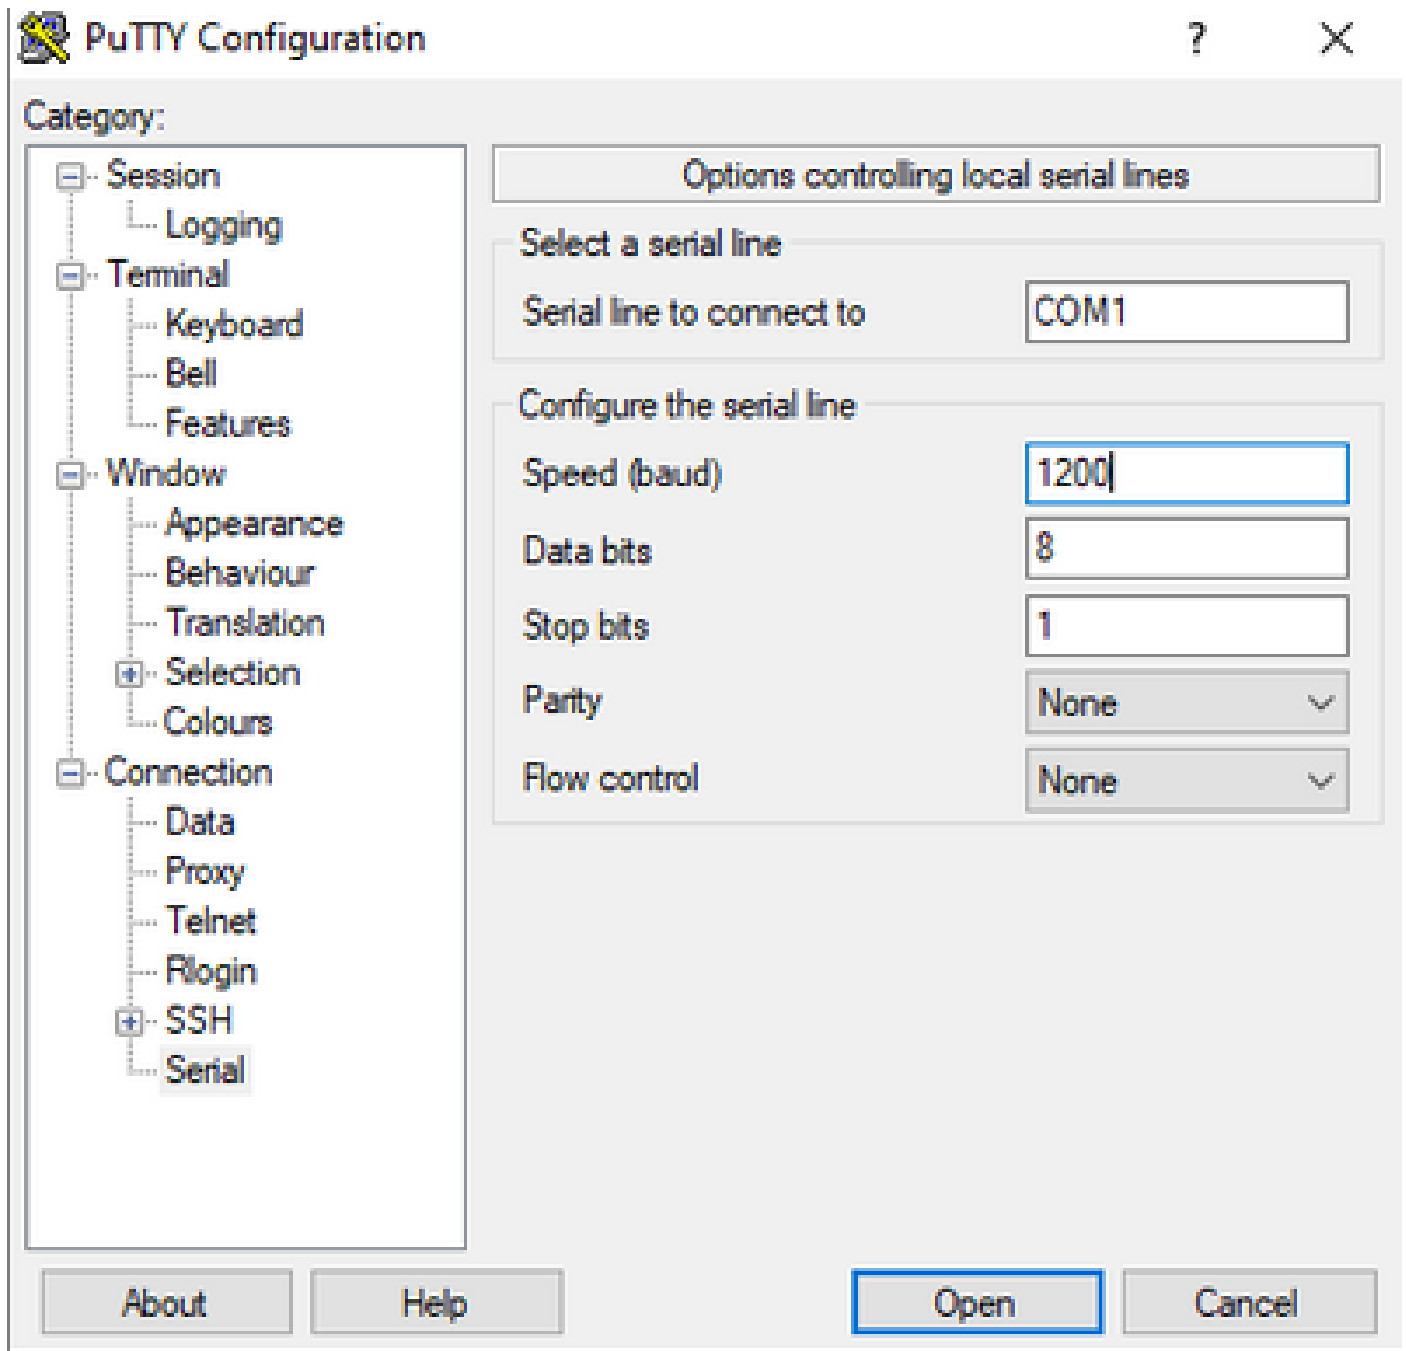 PuTTY Configuration
?
Category:
Session
Logging
Terminal
Keyboard
Bell
Features
Window
Appearance
Behaviour
Translation
Selection
Colours
Connection
Data
Proxy
Telnet
Rlogin
SSH
Serial
Options controlling local serial lines
Select a serial line
Serial line to connect to COM1
Configure the serial line
Speed (baud) 1200
Data bits 8
Stop bits 1
Parity None
Flow control None
About Help Open Cancel